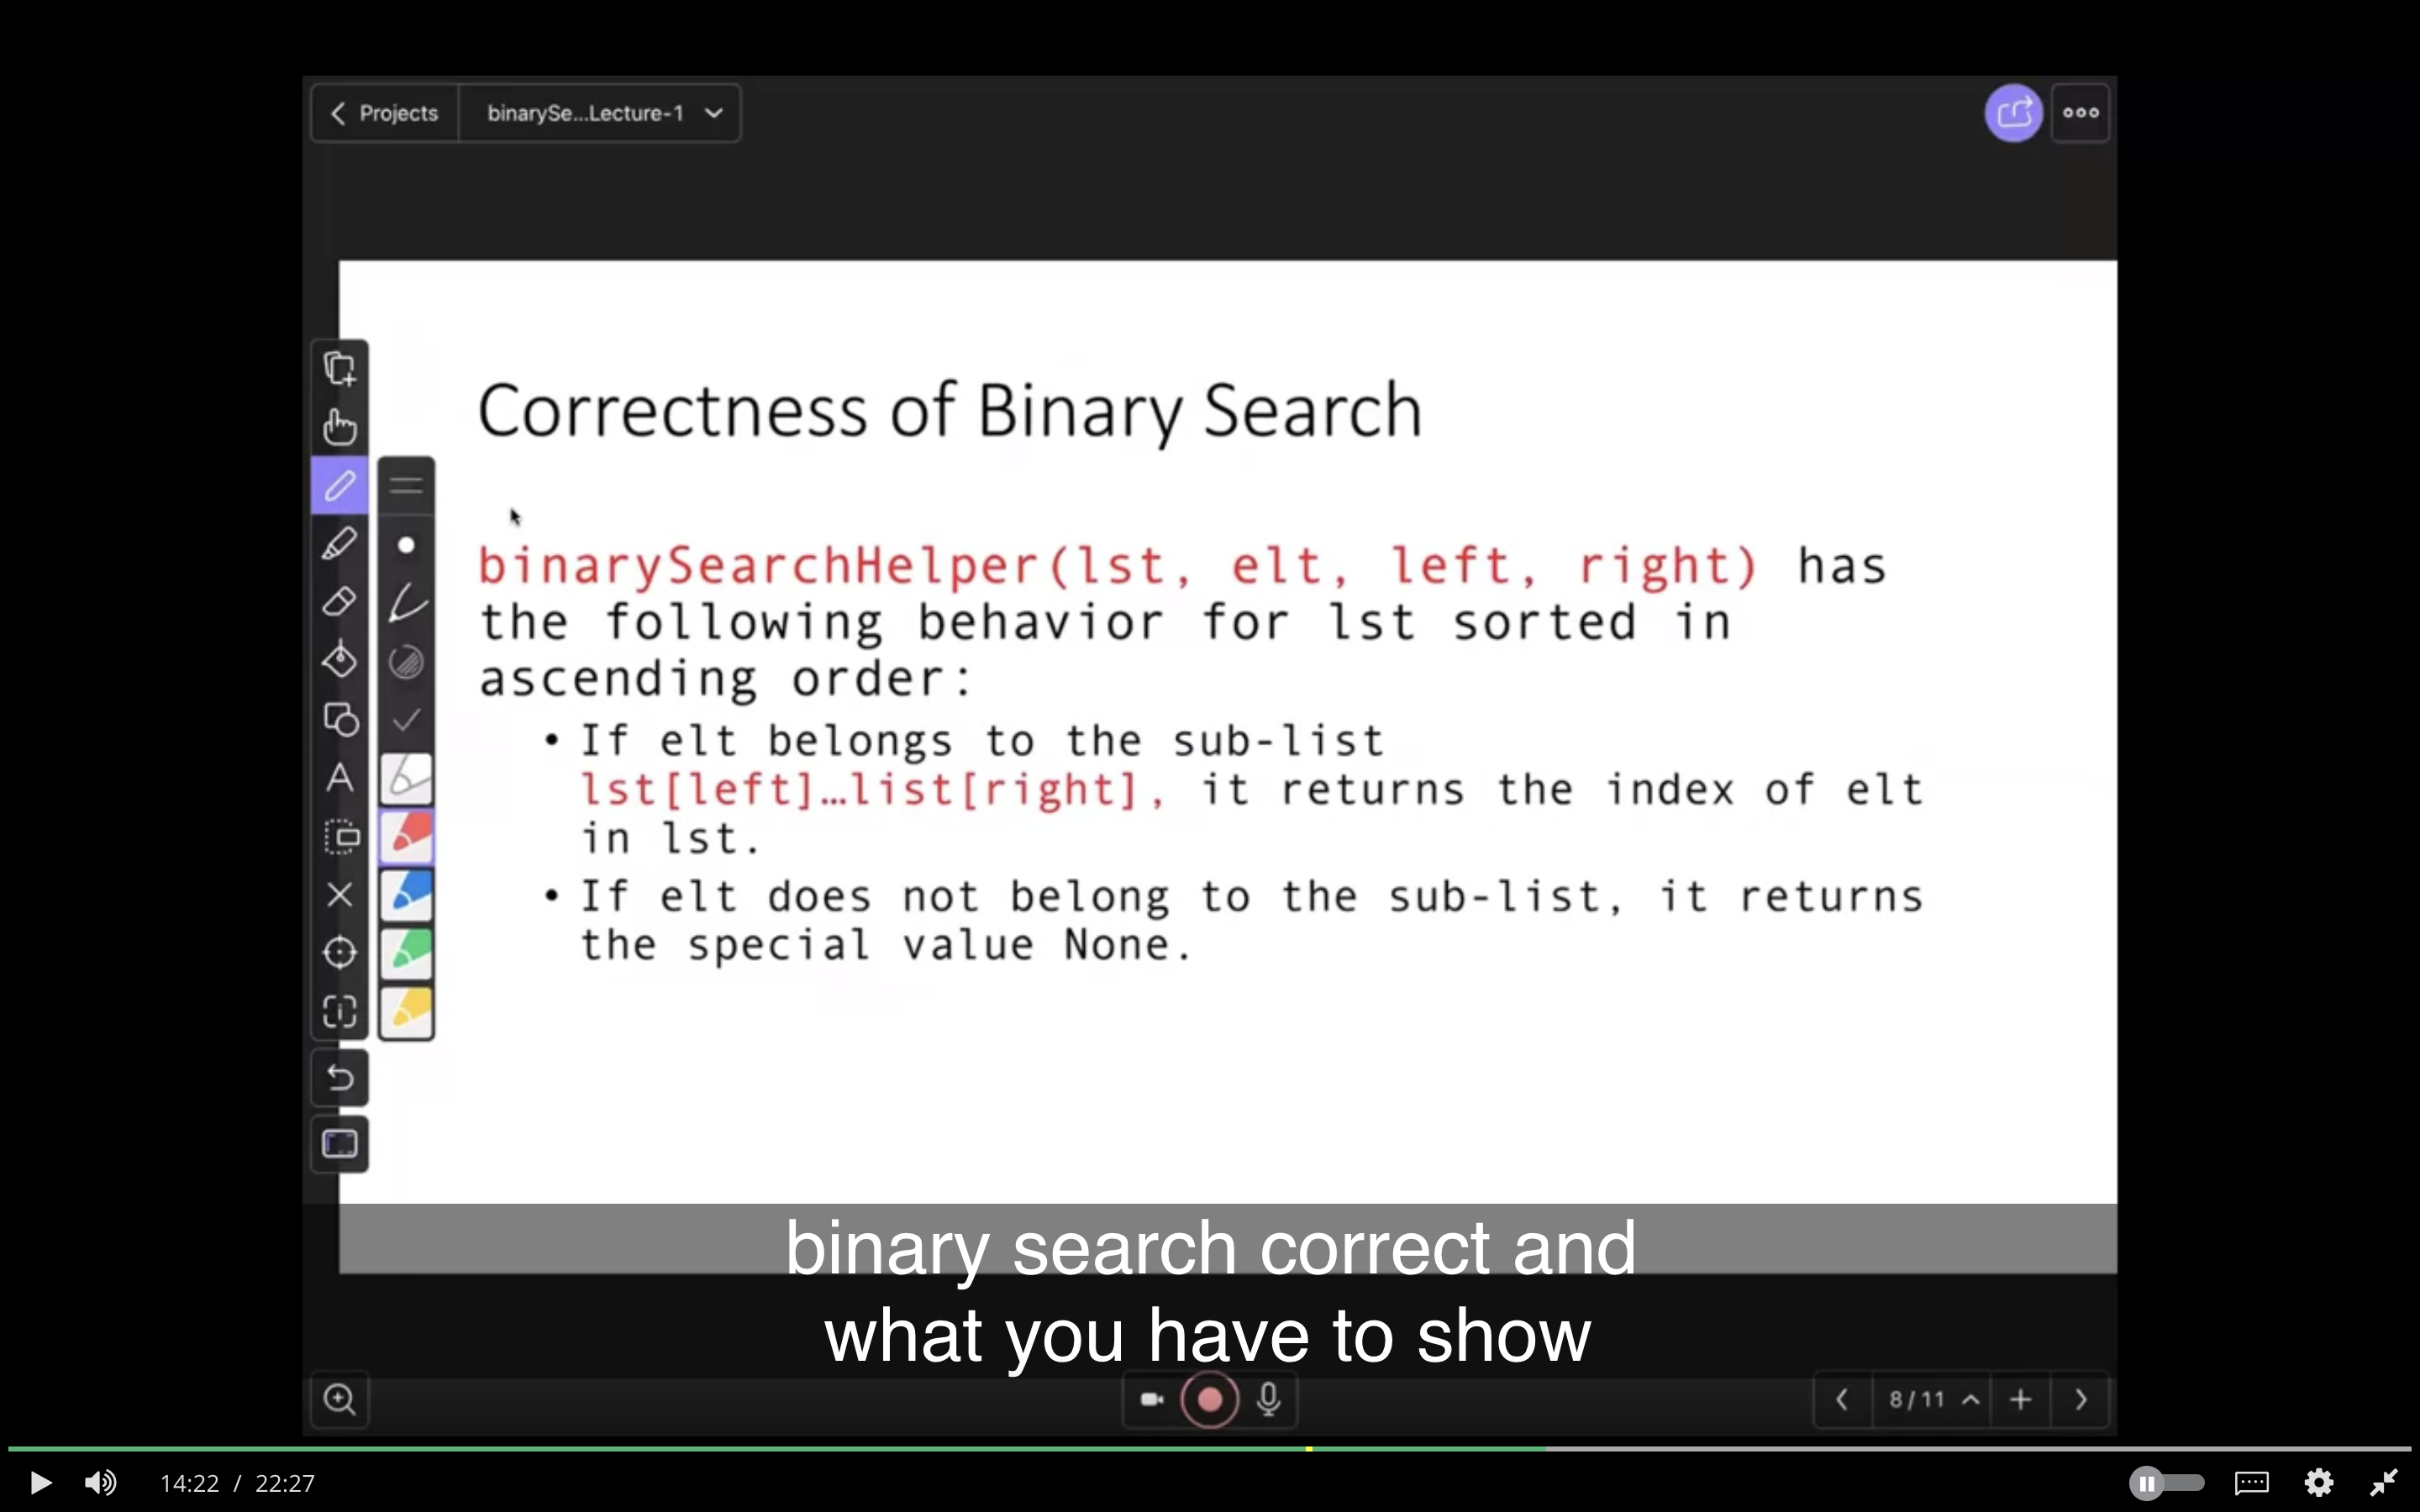 Projects
binarySe...Lecture-1
Correctness of Binary Search
binarySearchHelper(lst, elt, left, right) has
the following behavior for lst sorted in
ascending order:
• If elt belongs to the sub-list
lst[left]…list[right], it returns the index of elt
in lst.
• If elt does not belong to the sub-list, it returns
the special value None.
binary search correct and
what you have to show
8/11
14:22 / 22:27